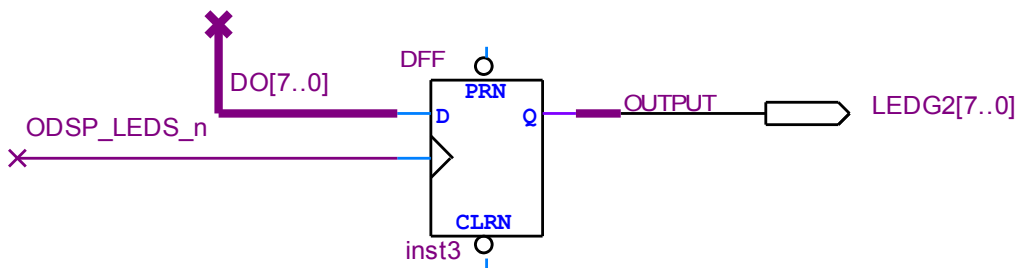 DFF
PRN
DO[7..0]
D
Q
OUTPUT
LEDG2[7..0]
ODSP_LEDS_n
CLRN
inst3